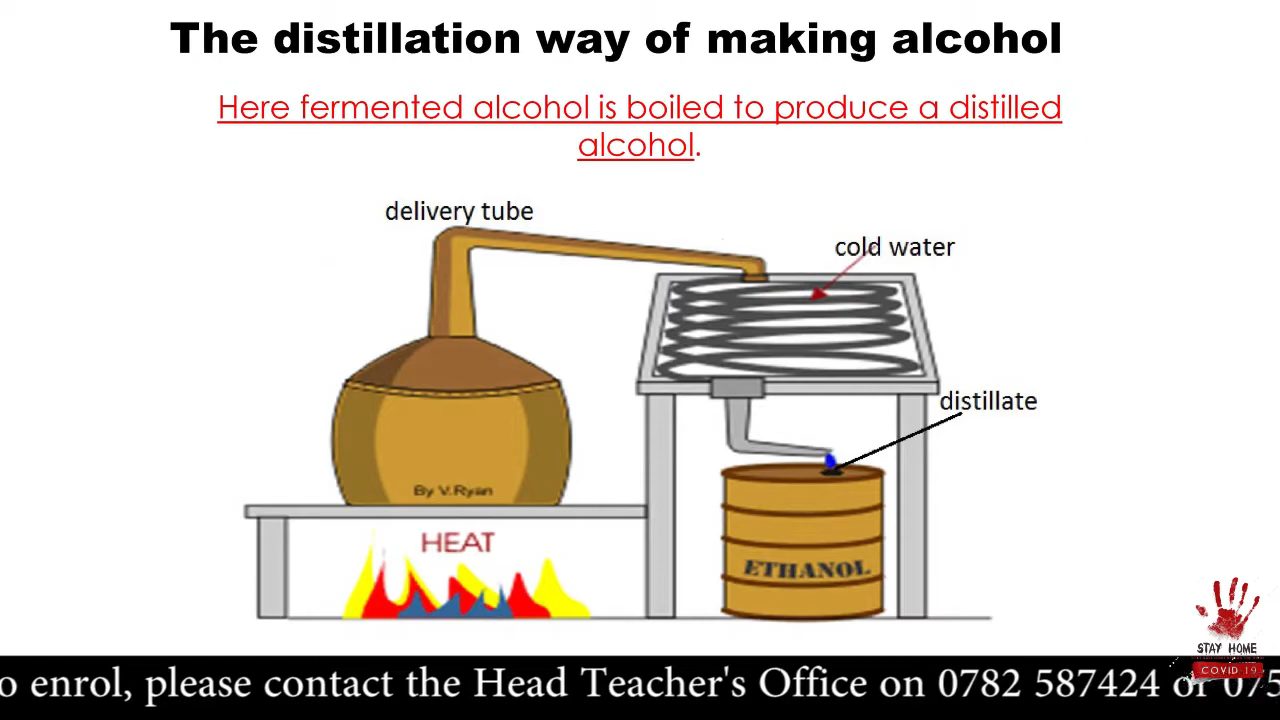 The distillation way of making alcohol
Here fermented alcohol is boiled to produce a distilled
alcohol.
delivery tube
cold water
distillate
By V.Ryan
HEAT
ETHANOL
STAY HOME
COVID 19
o enrol, please contact the Head Teacher's Office on 0782 587424 or 075